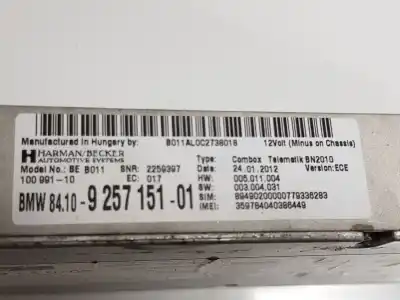 Manufactured in Hungary by: B011AL0C2738018 12Volt (Minus on Chassis)
HARMAN/BECKER
AUTOMOTIVE SYSTEMS
Type: Combox Telematik BN2010
Model No.: BE B011 SNR: 2259397 Date: 24.01.2012 Version: ECE
100 991-10 EC: 017 HW: 005.011.004
SW: 003.004.031
BMW 84.10-9 257 151-01 SIM: 89490200000779336283
IMEI: 359784040386449